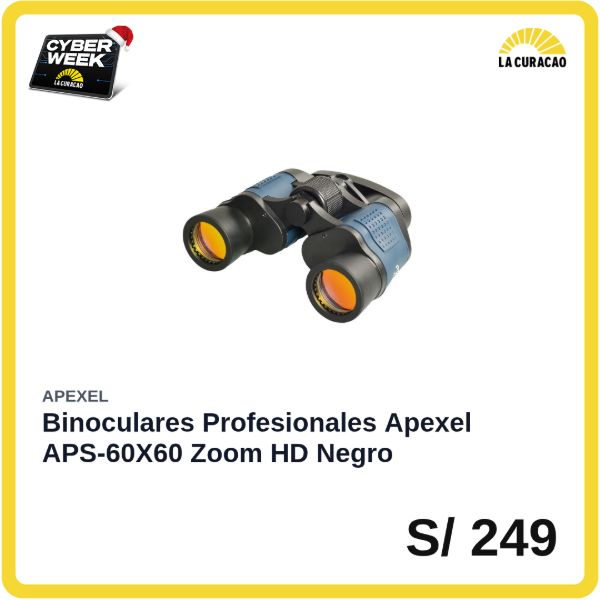 CYBER
WEEK
LA CURACAO
LA CURACAO
APEXEL
Binoculares Profesionales Apexel
APS-60X60 Zoom HD Negro
S/ 249